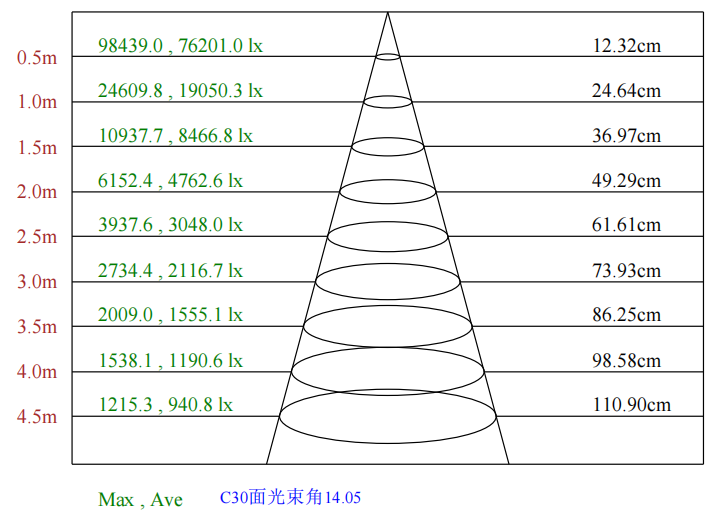 98439.0 , 76201.0 lx 12.32cm
0.5m
24609.8 , 19050.3 lx 24.64cm
1.0m
10937.7 , 8466.8 lx 36.97cm
1.5m
6152.4 , 4762.6 lx 49.29cm
2.0m
3937.6 , 3048.0 lx 61.61cm
2.5m
2734.4 , 2116.7 lx 73.93cm
3.0m
2009.0 , 1555.1 lx 86.25cm
3.5m
1538.1 , 1190.6 lx 98.58cm
4.0m
1215.3 , 940.8 lx 110.90cm
4.5m
Max , Ave C30面光束角14.05